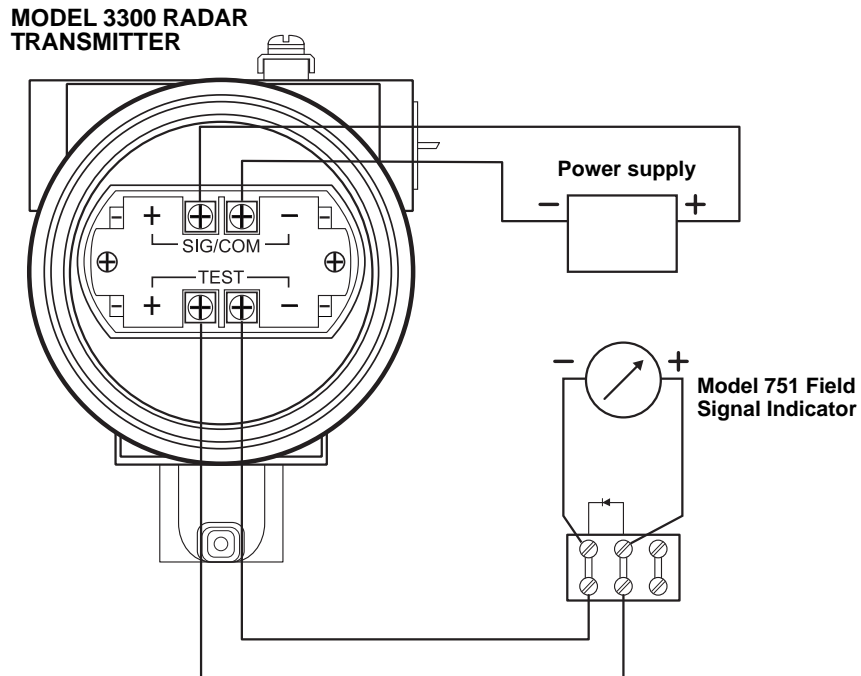 MODEL 3300 RADAR
TRANSMITTER
Power supply
- +
+ -
SIG/COM
TEST
+ -
- +
Model 751 Field
Signal Indicator